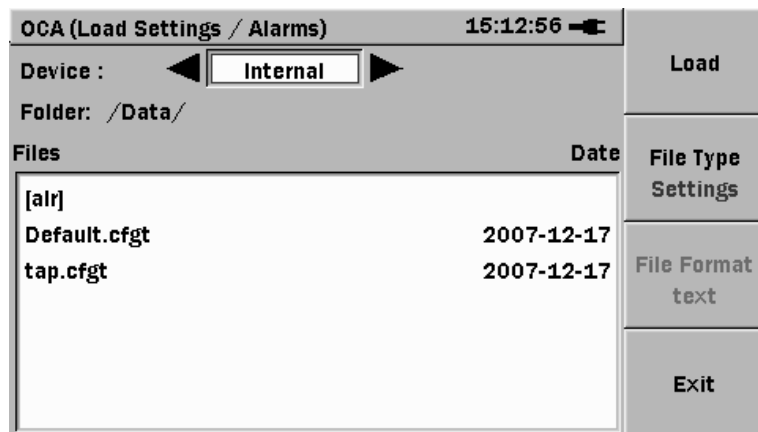 OCA (Load Settings / Alarms) 15:12:56
Device : Internal
Folder: /Data/
Files Date
[alr]
Default.cfgt 2007-12-17
tap.cfgt 2007-12-17
Load
File Type
Settings
File Format
text
Exit